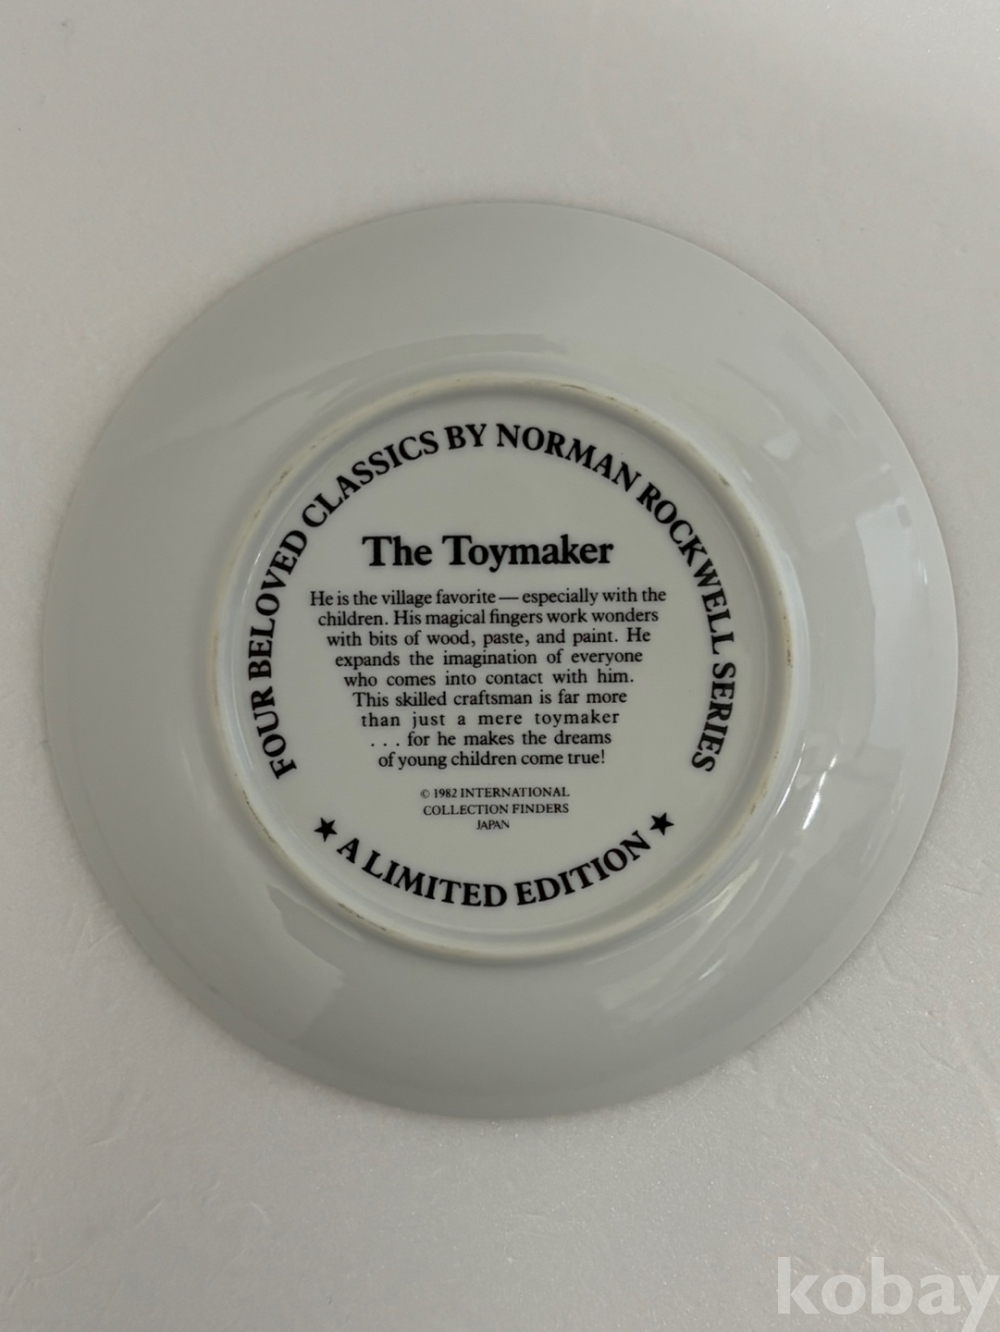 FOUR BELOVED CLASSICS BY NORMAN ROCKWELL SERIES
The Toymaker
He is the village favorite — especially with the
children. His magical fingers work wonders
with bits of wood, paste, and paint. He
expands the imagination of everyone
who comes into contact with him.
This skilled craftsman is far more
than just a mere toymaker
. . . for he makes the dreams
of young children come true!
© 1982 INTERNATIONAL
COLLECTION FINDERS
JAPAN
★ A LIMITED EDITION ★
kobay